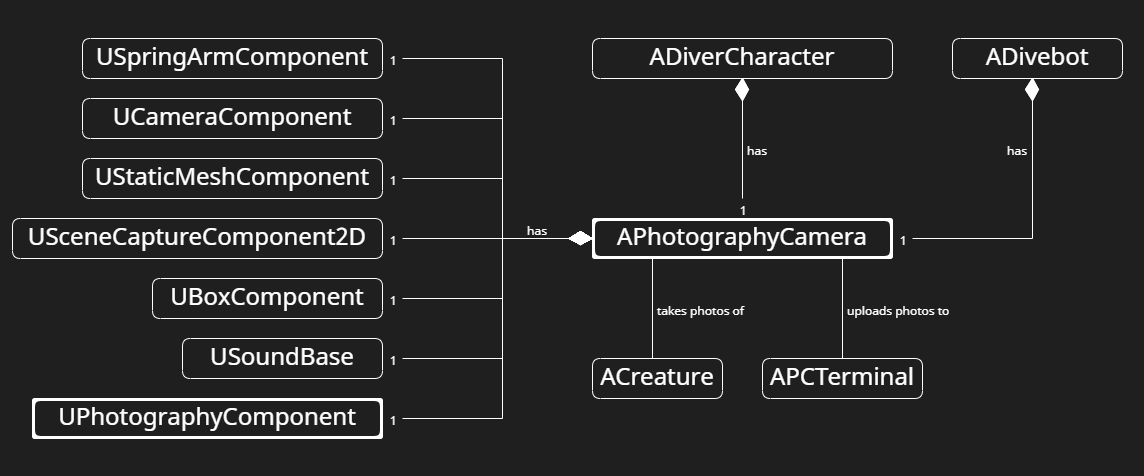 USpringArmComponent 1
UCameraComponent 1
UStaticMeshComponent 1
USceneCaptureComponent2D 1
UBoxComponent 1
USoundBase 1
UPhotographyComponent 1
has
ADiverCharacter
has
1
ADivebot
has
APhotographyCamera 1
takes photos of
uploads photos to
ACreature
APCTerminal